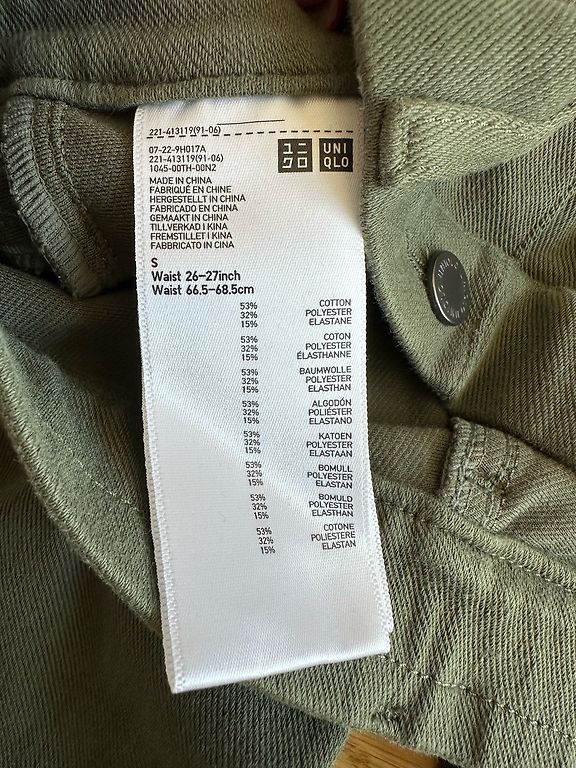 221-413119(91-06)
07-22-9H017A
221-413119(91-06)
1045-00TH-00N2
ユニ
クロ
UNI
QLO
MADE IN CHINA
FABRIQUÉ EN CHINE
HERGESTELLT IN CHINA
FABRICADO EN CHINA
GEMAAKT IN CHINA
TILLVERKAD I KINA
FREMSTILLET I KINA
FABBRICATO IN CINA
S
Waist 26–27inch
Waist 66.5–68.5cm
53% COTTON
32% POLYESTER
15% ELASTANE
53% COTON
32% POLYESTER
15% ÉLASTHANNE
53% BAUMWOLLE
32% POLYESTER
15% ELASTHAN
53% ALGODÓN
32% POLIÉSTER
15% ELASTANO
53% KATOEN
32% POLYESTER
15% ELASTAAN
53% BOMULL
32% POLYESTER
15% ELASTAN
53% BOMULD
32% POLYESTER
15% ELASTHAN
53% COTONE
32% POLIESTERE
15% ELASTAN